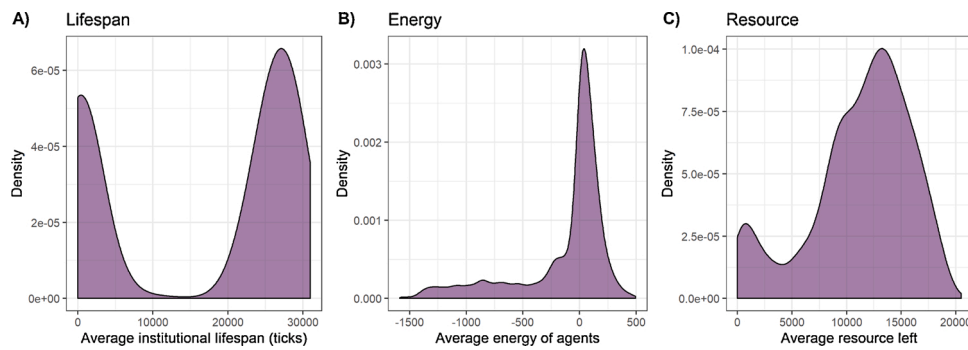 A) Lifespan
Density
6e-05
4e-05
2e-05
0e+00
0 10000 20000 30000
Average institutional lifespan (ticks)
B) Energy
Density
0.003
0.002
0.001
0.000
-1500 -1000 -500 0 500
Average energy of agents
C) Resource
Density
1.0e-04
7.5e-05
5.0e-05
2.5e-05
0.0e+00
0 5000 10000 15000 20000
Average resource left